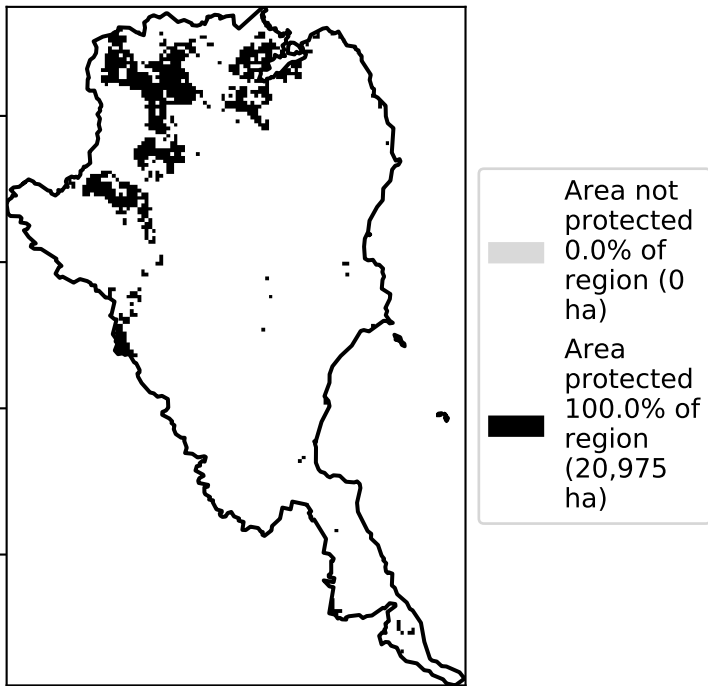 Area not
protected
0.0% of
region (0
ha)
Area
protected
100.0% of
region
(20,975
ha)